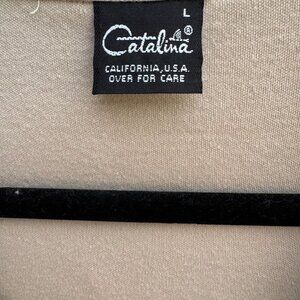 L
Catalina®
CALIFORNIA, U.S.A.
OVER FOR CARE